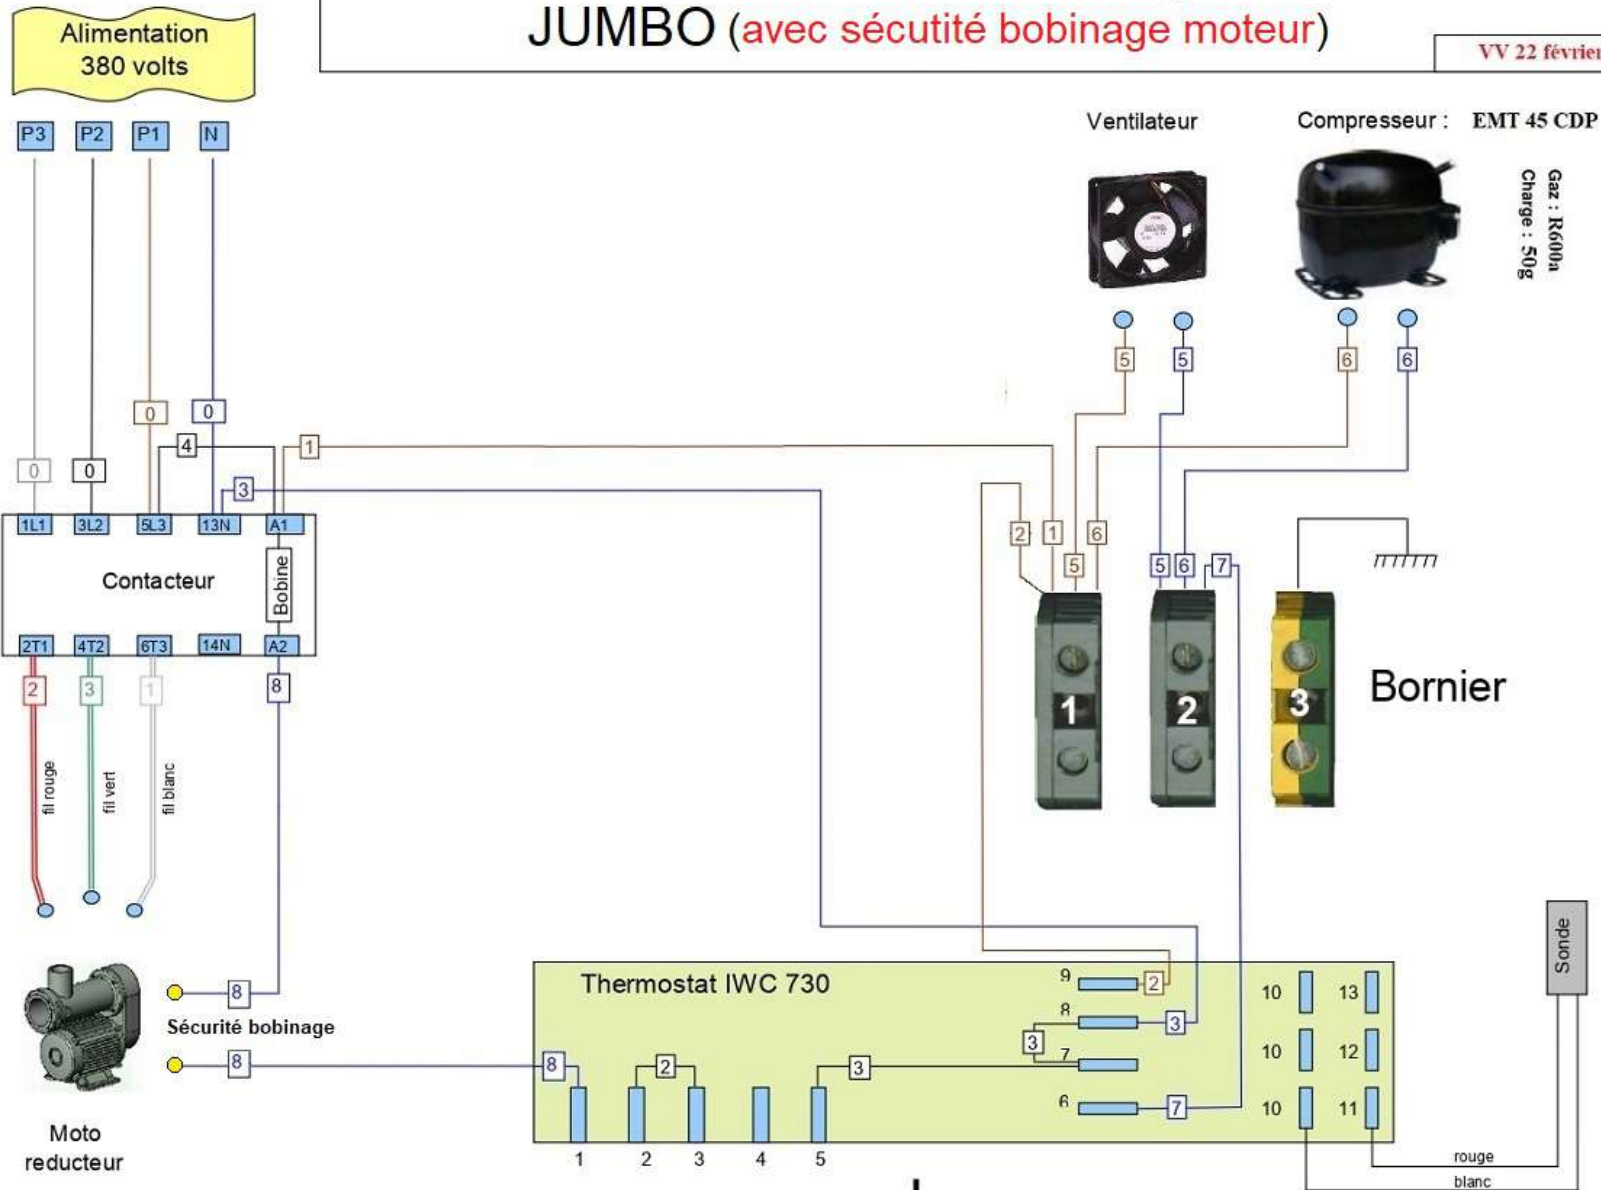 JUMBO (avec sécutité bobinage moteur)
VV 22 février
Alimentation
380 volts
P3 P2 P1 N
Ventilateur
Compresseur : EMT 45 CDP
Gaz : R600a
Charge : 50g
5 5 6 6
0 0
4 1
0 0
3
1L1 3L2 5L3 13N A1
2 1 6
5 5 6 7
Contacteur
Bobine
2T1 4T2 6T3 14N A2
2 3 1 8
1 2 3
Bornier
fil rouge
fil vert
fil blanc
Sonde
Thermostat IWC 730
9 2
8 3
3
7
6 7
10 13
10 12
10 11
8
Sécurité bobinage
8
8 2 3
Moto
reducteur
1 2 3 4 5
rouge
blanc